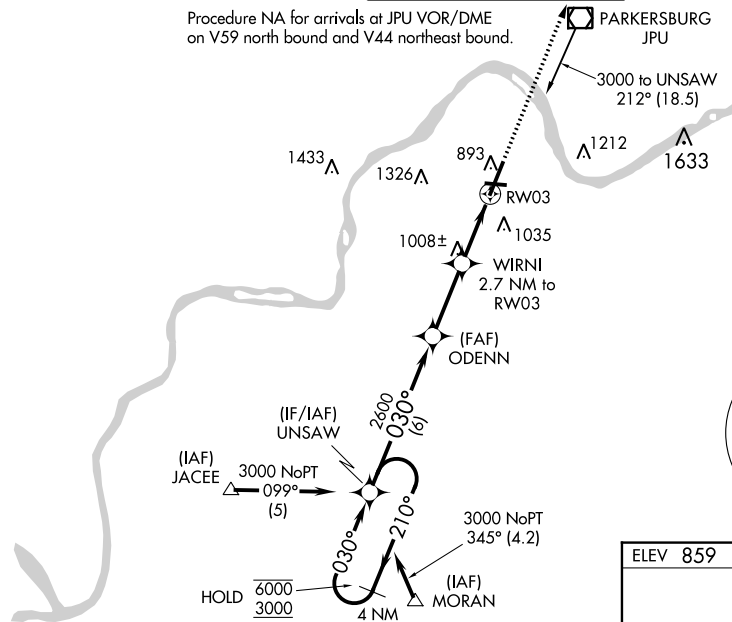 Procedure NA for arrivals at JPU VOR/DME
on V59 north bound and V44 northeast bound.
PARKERSBURG
JPU
3000 to UNSAW
212° (18.5)
1433
1326
893
1212
1633
RW03
1035
1008±
WIRNI
2.7 NM to
RW03
(FAF)
ODENN
2600
030°
(6)
(IF/IAF)
UNSAW
(IAF)
JACEE
3000 NoPT
099°
(5)
030°
210°
3000 NoPT
345° (4.2)
(IAF)
MORAN
HOLD
6000
3000
4 NM
ELEV 859